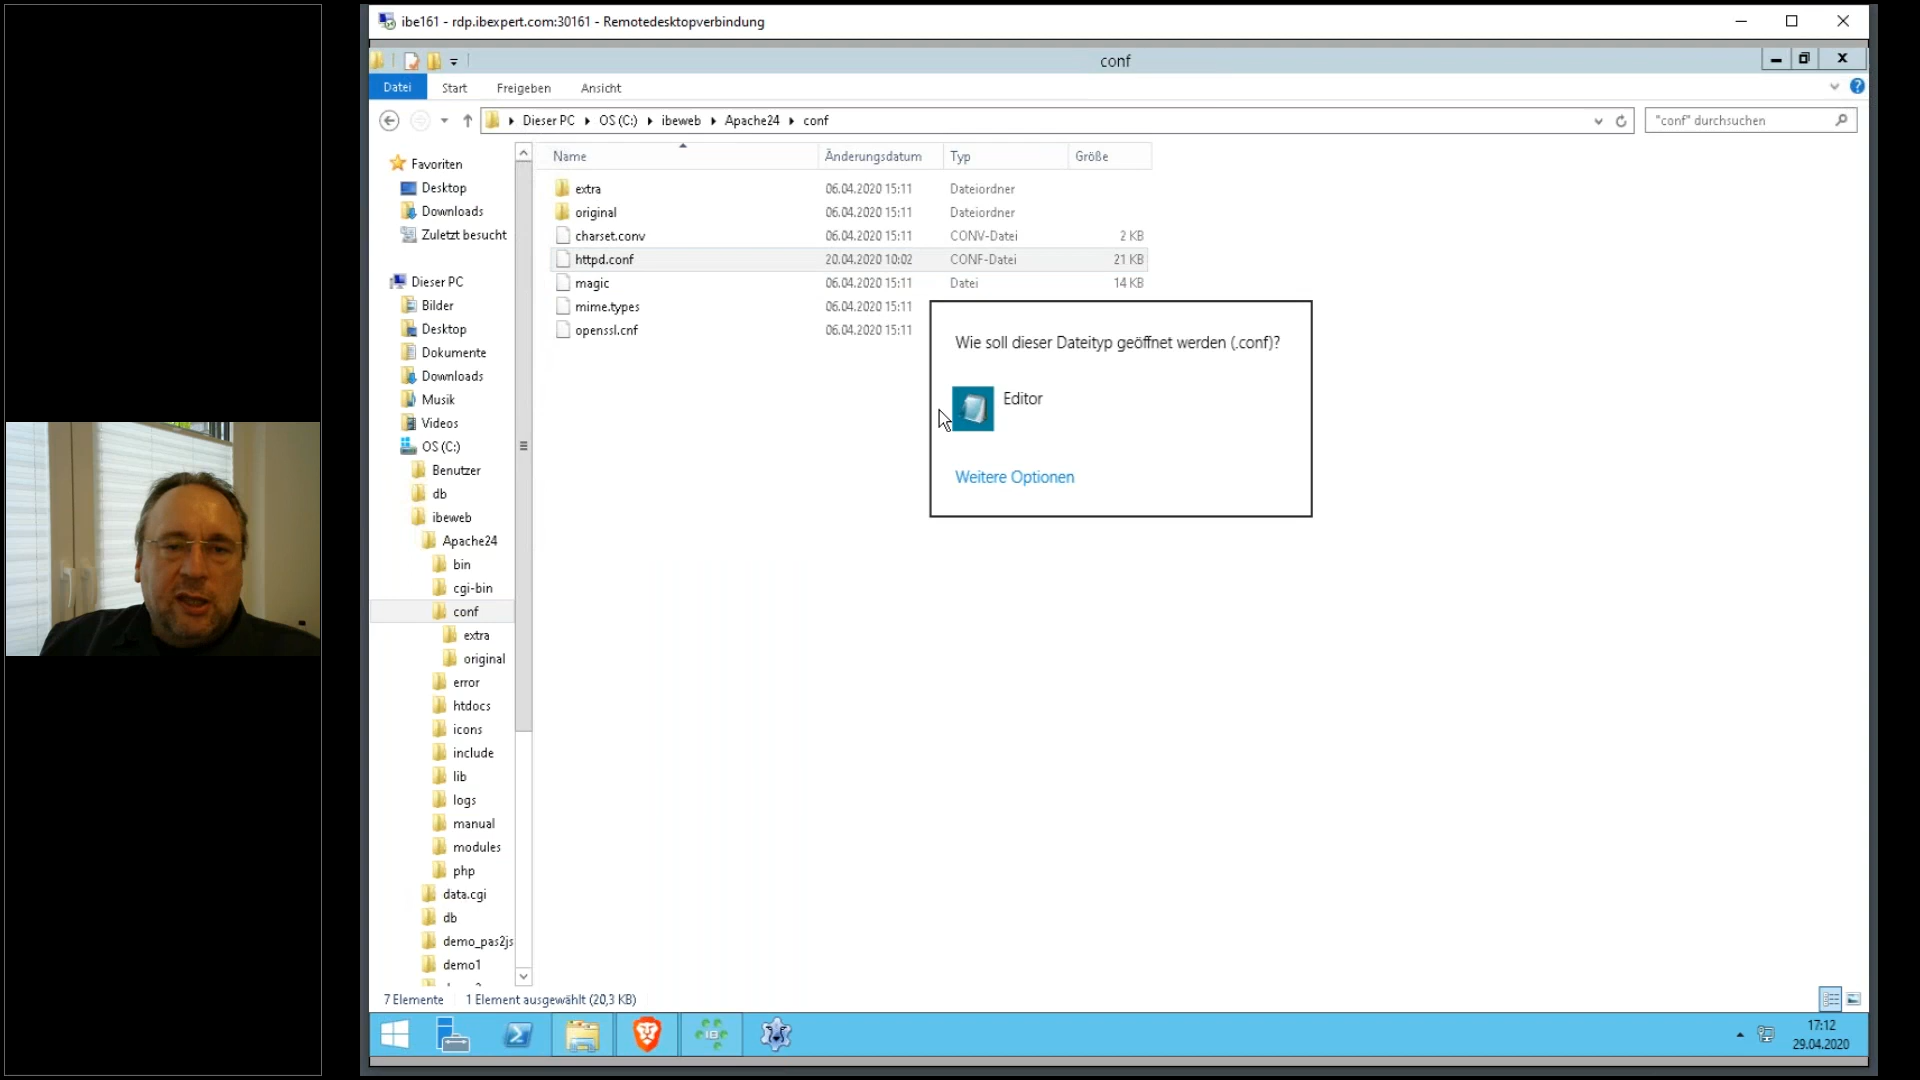 ibe161 - rdp.ibexpert.com:30161 - Remotedesktopverbindung
conf
Datei Start Freigeben Ansicht
Dieser PC OS (C:) ibeweb Apache24 conf
"conf" durchsuchen
Name Änderungsdatum Typ Größe
extra 06.04.2020 15:11 Dateiordner
original 06.04.2020 15:11 Dateiordner
charset.conv 06.04.2020 15:11 CONV-Datei 2 KB
httpd.conf 20.04.2020 10:02 CONF-Datei 21 KB
magic 06.04.2020 15:11 Datei 14 KB
mime.types 06.04.2020 15:11
openssl.cnf 06.04.2020 15:11
Favoriten
Desktop
Downloads
Zuletzt besucht
Dieser PC
Bilder
Desktop
Dokumente
Downloads
Musik
Videos
OS (C:)
Benutzer
db
ibeweb
Apache24
bin
cgi-bin
conf
extra
original
error
htdocs
icons
include
lib
logs
manual
modules
php
data.cgi
db
demo_pas2js
demo1
Wie soll dieser Dateityp geöffnet werden (.conf)?
Editor
Weitere Optionen
7 Elemente 1 Element ausgewählt (20,3 KB)
17:12
29.04.2020